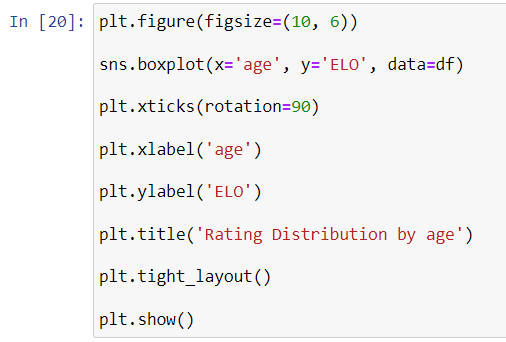 In [20]: plt.figure(figsize=(10, 6))
sns.boxplot(x='age', y='ELO', data=df)
plt.xticks(rotation=90)
plt.xlabel('age')
plt.ylabel('ELO')
plt.title('Rating Distribution by age')
plt.tight_layout()
plt.show()